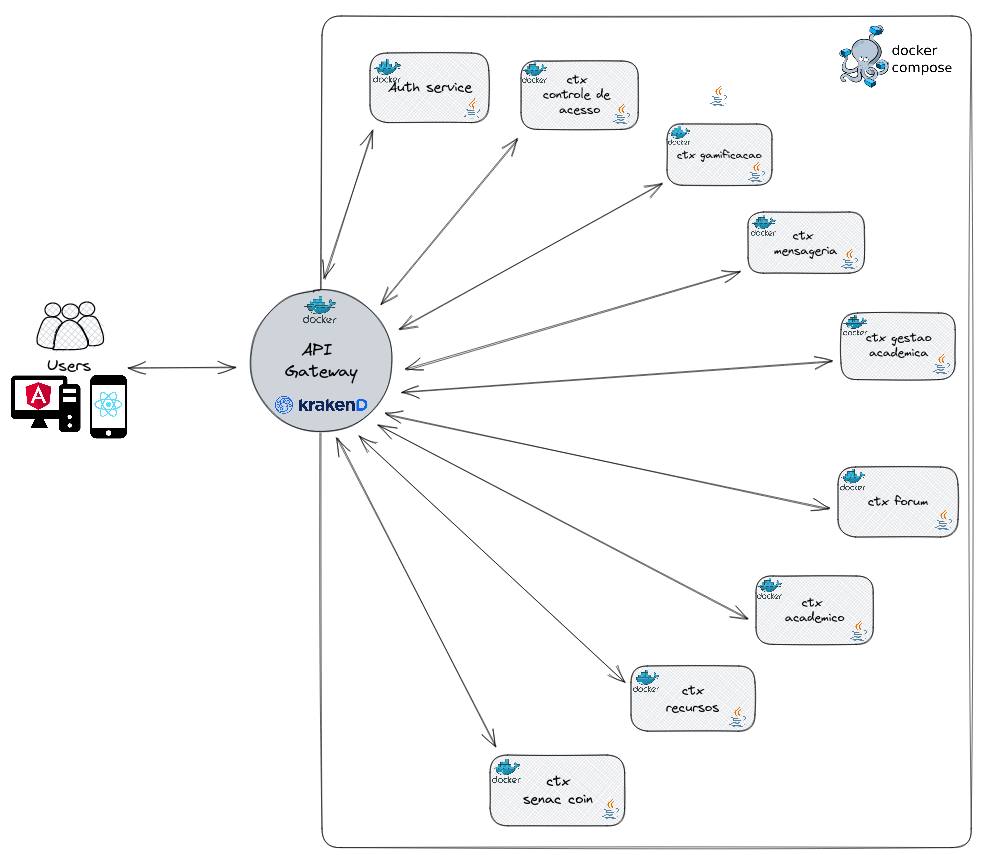 docker
compose
docker
Auth service
docker
ctx
controle de
acesso
docker
ctx gamificacao
docker
ctx
mensageria
docker
ctx gestao
academica
docker
API
Gateway
krakenD
Users
docker
ctx forum
docker
ctx
academico
docker
ctx
recursos
docker
ctx
senac coin